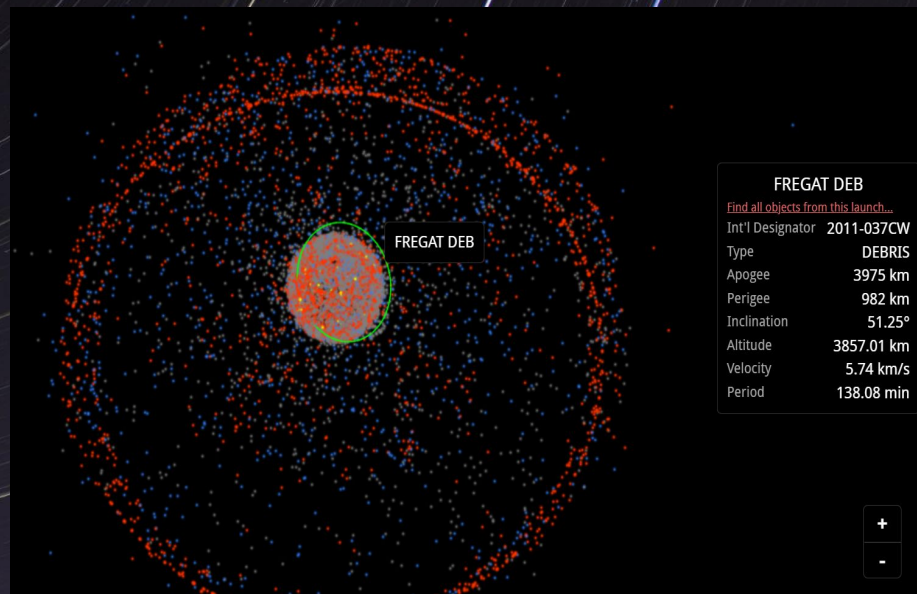 FREGAT DEB
FREGAT DEB
Find all objects from this launch...
Int'l Designator 2011-037CW
Type DEBRIS
Apogee 3975 km
Perigee 982 km
Inclination 51.25°
Altitude 3857.01 km
Velocity 5.74 km/s
Period 138.08 min
+
-